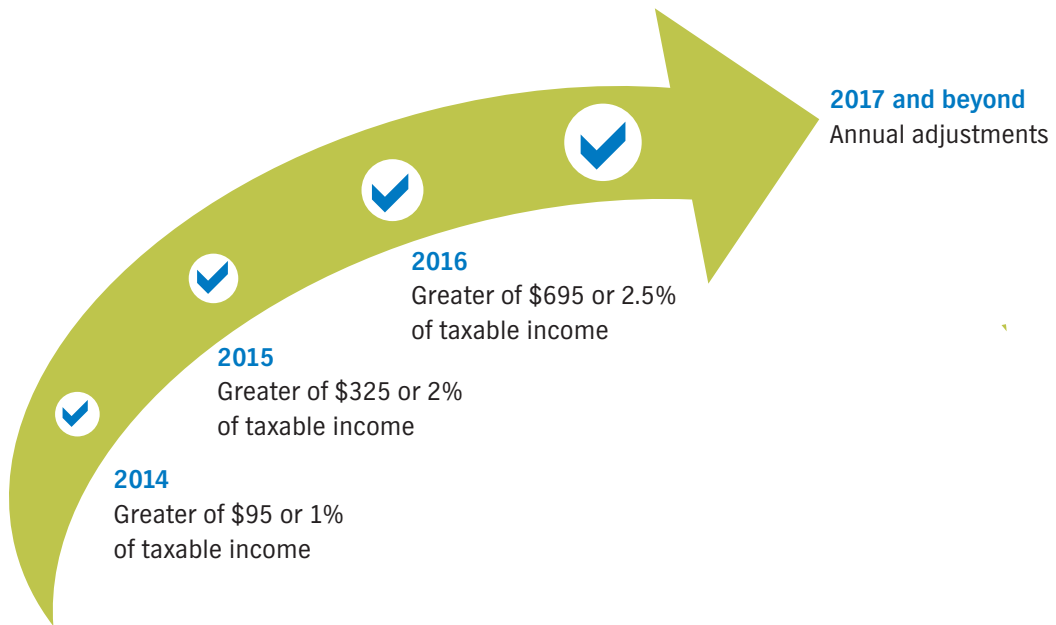 2014
Greater of $95 or 1%
of taxable income
2015
Greater of $325 or 2%
of taxable income
2016
Greater of $695 or 2.5%
of taxable income
2017 and beyond
Annual adjustments